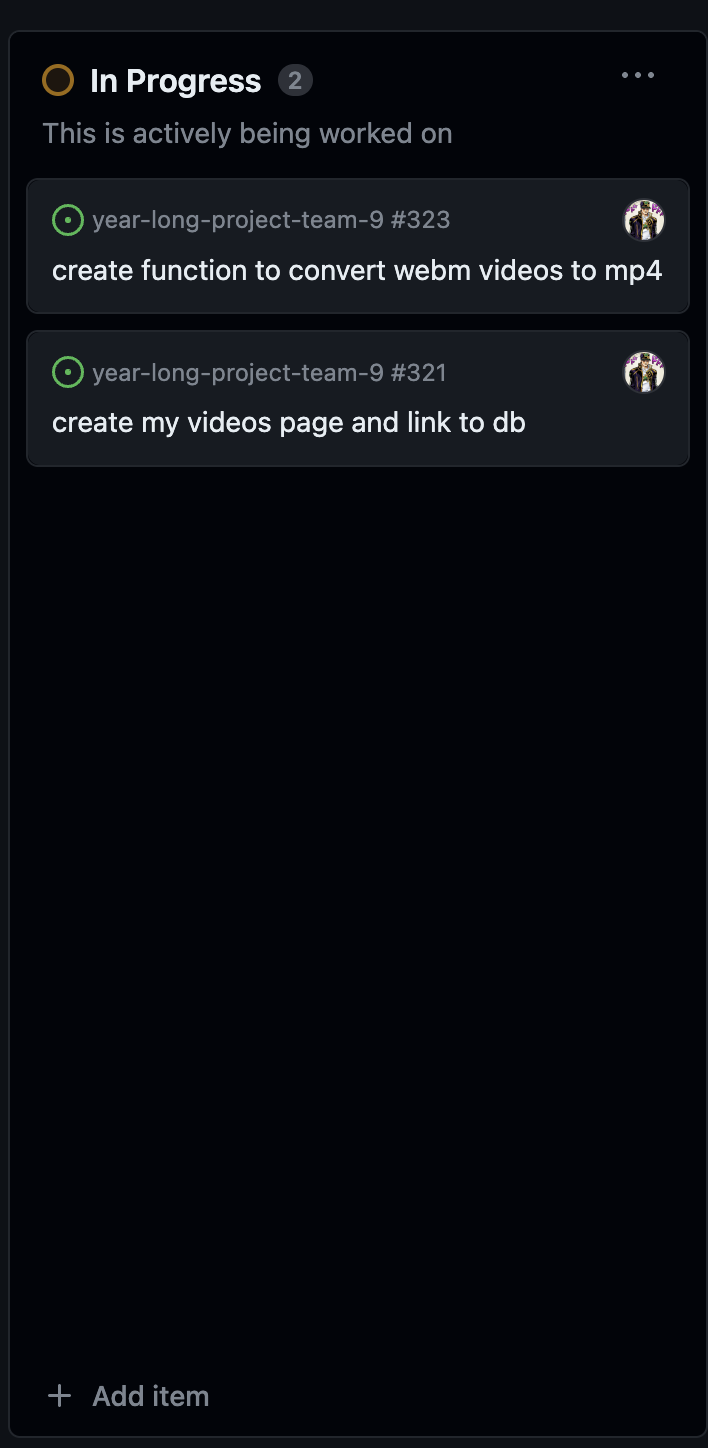 In Progress 2
This is actively being worked on
year-long-project-team-9 #323
create function to convert webm videos to mp4
year-long-project-team-9 #321
create my videos page and link to db
+ Add item